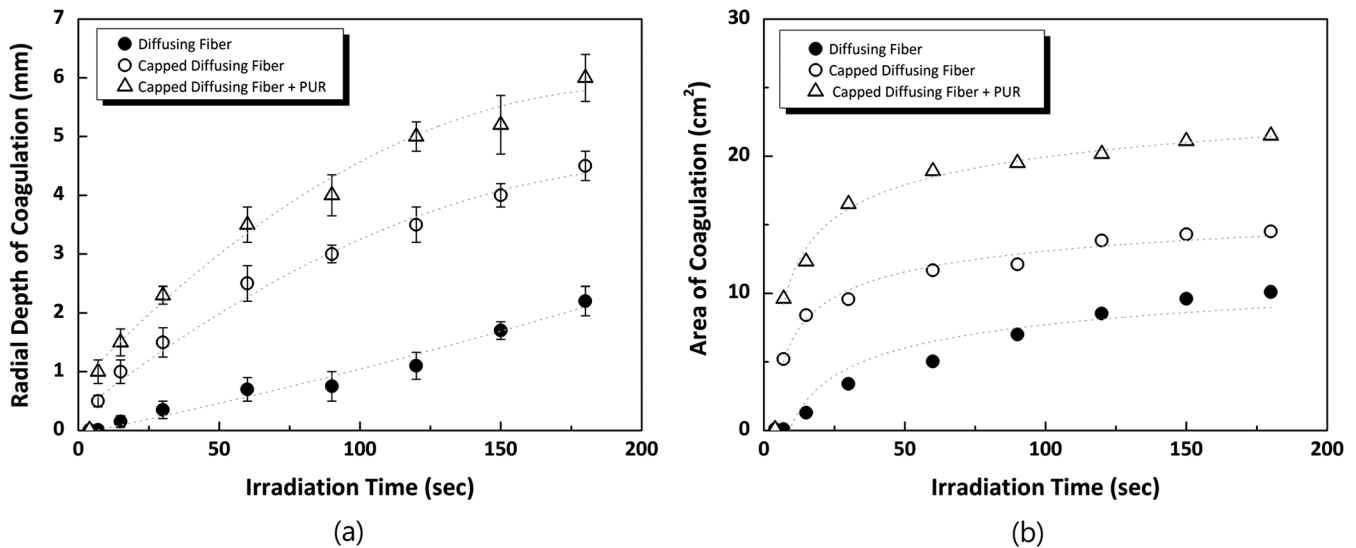 7
6
5
4
3
2
1
0
Radial Depth of Coagulation (mm)
Diffusing Fiber
Capped Diffusing Fiber
Capped Diffusing Fiber + PUR
0 50 100 150 200
Irradiation Time (sec)
(a)
30
20
10
0
Area of Coagulation (cm²)
Diffusing Fiber
Capped Diffusing Fiber
Capped Diffusing Fiber + PUR
0 50 100 150 200
Irradiation Time (sec)
(b)